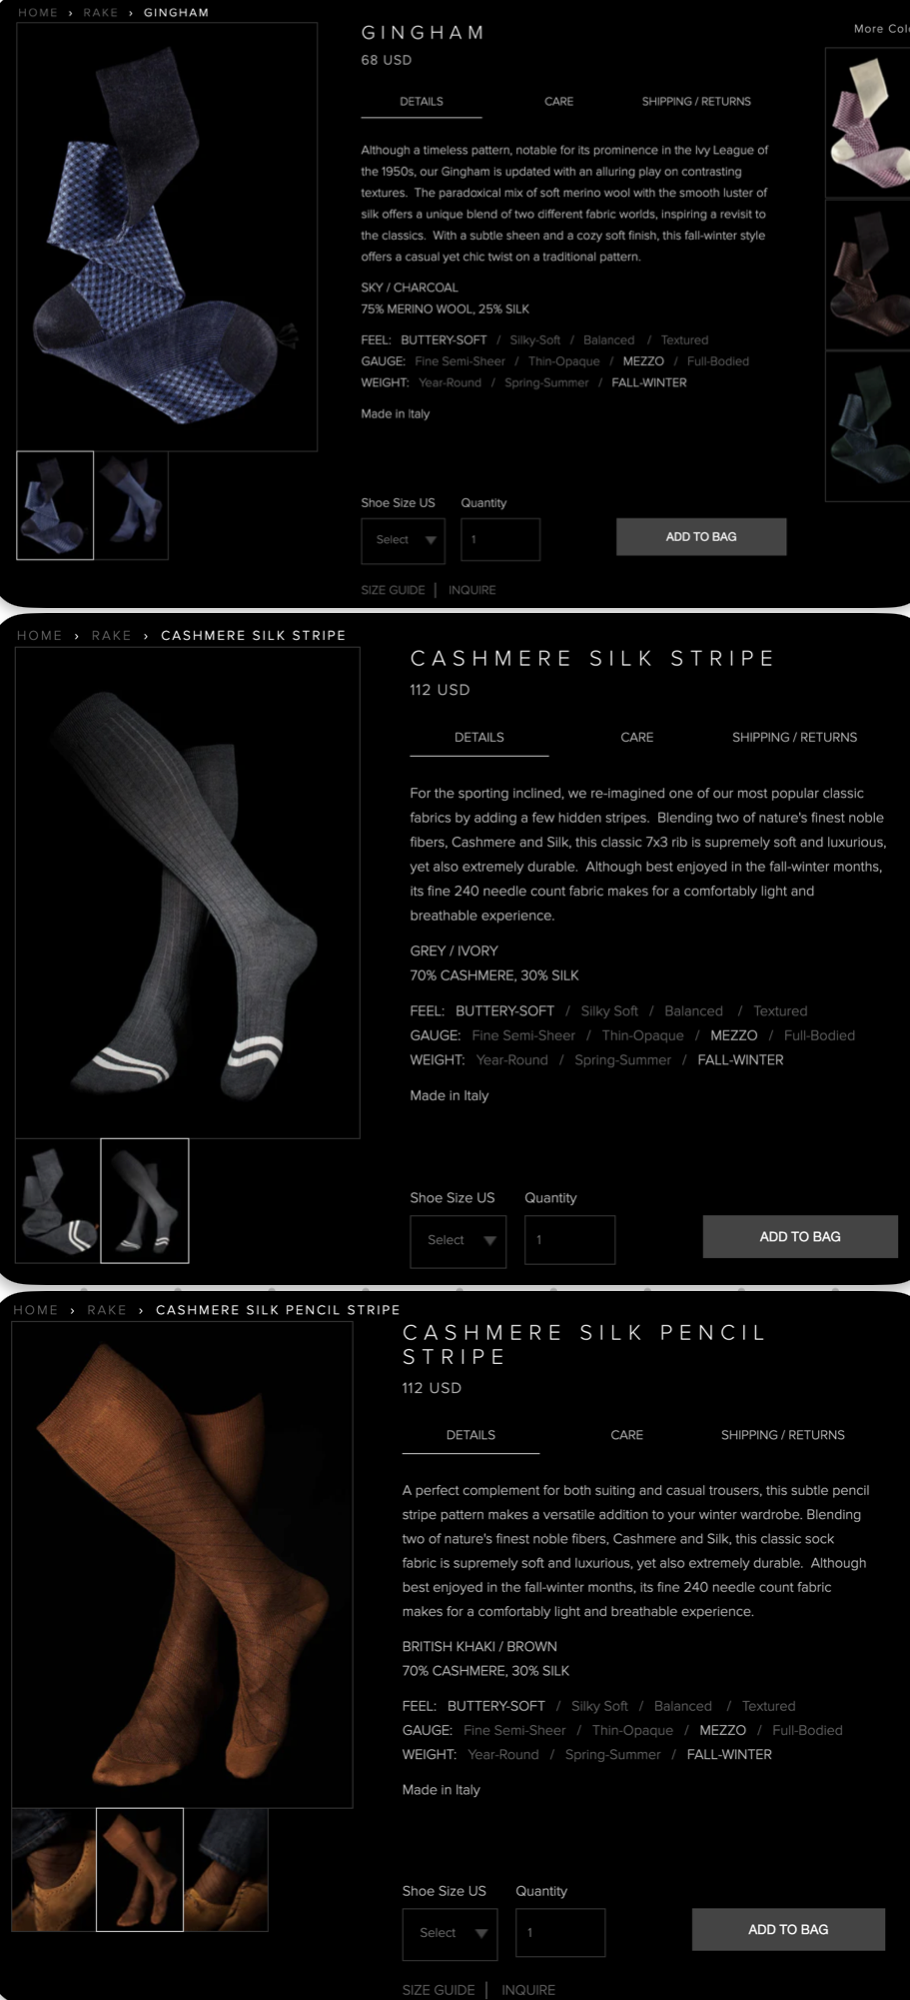 HOME › RAKE › GINGHAM
GINGHAM
68 USD
More Col
DETAILS CARE SHIPPING / RETURNS
Although a timeless pattern, notable for its prominence in the Ivy League of
the 1950s, our Gingham is updated with an alluring play on contrasting
textures. The paradoxical mix of soft merino wool with the smooth luster of
silk offers a unique blend of two different fabric worlds, inspiring a revisit to
the classics. With a subtle sheen and a cozy soft finish, this fall-winter style
offers a casual yet chic twist on a traditional pattern.
SKY / CHARCOAL
75% MERINO WOOL, 25% SILK
FEEL: BUTTERY-SOFT / Silky-Soft / Balanced / Textured
GAUGE: Fine Semi-Sheer / Thin-Opaque / MEZZO / Full-Bodied
WEIGHT: Year-Round / Spring-Summer / FALL-WINTER
Made in Italy
Shoe Size US Quantity
Select 1 ADD TO BAG
SIZE GUIDE | INQUIRE
HOME › RAKE › CASHMERE SILK STRIPE
CASHMERE SILK STRIPE
112 USD
DETAILS CARE SHIPPING / RETURNS
For the sporting inclined, we re-imagined one of our most popular classic
fabrics by adding a few hidden stripes. Blending two of nature's finest noble
fibers, Cashmere and Silk, this classic 7x3 rib is supremely soft and luxurious,
yet also extremely durable. Although best enjoyed in the fall-winter months,
its fine 240 needle count fabric makes for a comfortably light and
breathable experience.
GREY / IVORY
70% CASHMERE, 30% SILK
FEEL: BUTTERY-SOFT / Silky Soft / Balanced / Textured
GAUGE: Fine Semi-Sheer / Thin-Opaque / MEZZO / Full-Bodied
WEIGHT: Year-Round / Spring-Summer / FALL-WINTER
Made in Italy
Shoe Size US Quantity
Select 1 ADD TO BAG
HOME › RAKE › CASHMERE SILK PENCIL STRIPE
CASHMERE SILK PENCIL
STRIPE
112 USD
DETAILS CARE SHIPPING / RETURNS
A perfect complement for both suiting and casual trousers, this subtle pencil
stripe pattern makes a versatile addition to your winter wardrobe. Blending
two of nature's finest noble fibers, Cashmere and Silk, this classic sock
fabric is supremely soft and luxurious, yet also extremely durable. Although
best enjoyed in the fall-winter months, its fine 240 needle count fabric
makes for a comfortably light and breathable experience.
BRITISH KHAKI / BROWN
70% CASHMERE, 30% SILK
FEEL: BUTTERY-SOFT / Silky Soft / Balanced / Textured
GAUGE: Fine Semi-Sheer / Thin-Opaque / MEZZO / Full-Bodied
WEIGHT: Year-Round / Spring-Summer / FALL-WINTER
Made in Italy
Shoe Size US Quantity
Select 1 ADD TO BAG
SIZE GUIDE | INQUIRE